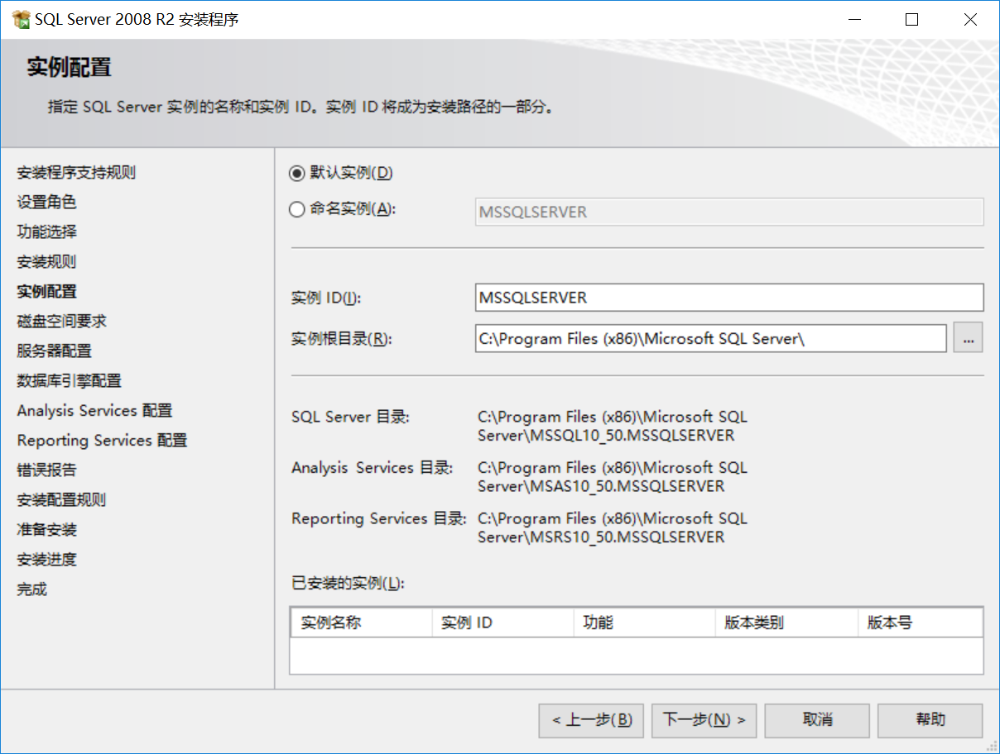 SQL Server 2008 R2 安装程序
实例配置
指定 SQL Server 实例的名称和实例 ID。实例 ID 将成为安装路径的一部分。
安装程序支持规则
设置角色
功能选择
安装规则
实例配置
磁盘空间要求
服务器配置
数据库引擎配置
Analysis Services 配置
Reporting Services 配置
错误报告
安装配置规则
准备安装
安装进度
完成
默认实例(D)
命名实例(A): MSSQLSERVER
实例 ID(I): MSSQLSERVER
实例根目录(R): C:\Program Files (x86)\Microsoft SQL Server\ ...
SQL Server 目录: C:\Program Files (x86)\Microsoft SQL
Server\MSSQL10_50.MSSQLSERVER
Analysis Services 目录: C:\Program Files (x86)\Microsoft SQL
Server\MSAS10_50.MSSQLSERVER
Reporting Services 目录: C:\Program Files (x86)\Microsoft SQL
Server\MSRS10_50.MSSQLSERVER
已安装的实例(L):
实例名称 实例 ID 功能 版本类别 版本号
< 上一步(B) 下一步(N) > 取消 帮助